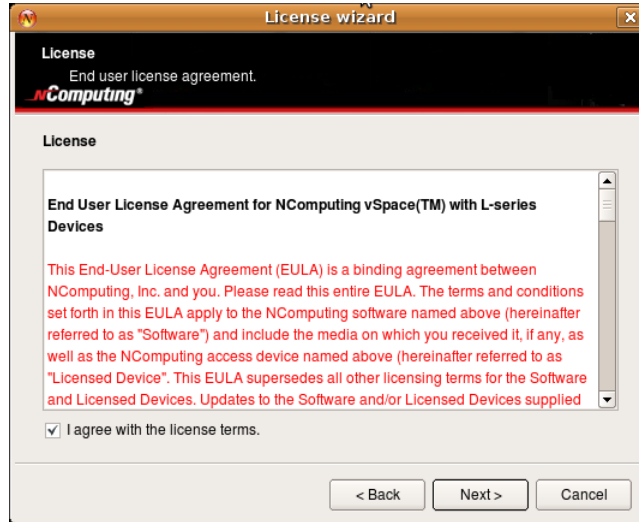 License wizard
License
End user license agreement.
NComputing
License
End User License Agreement for NComputing vSpace(TM) with L-series
Devices
This End-User License Agreement (EULA) is a binding agreement between
NComputing, Inc. and you. Please read this entire EULA. The terms and conditions
set forth in this EULA apply to the NComputing software named above (hereinafter
referred to as "Software") and include the media on which you received it, if any, as
well as the NComputing access device named above (hereinafter referred to as
"Licensed Device". This EULA supersedes all other licensing terms for the Software
and Licensed Devices. Updates to the Software and/or Licensed Devices supplied
I agree with the license terms.
< Back Next > Cancel